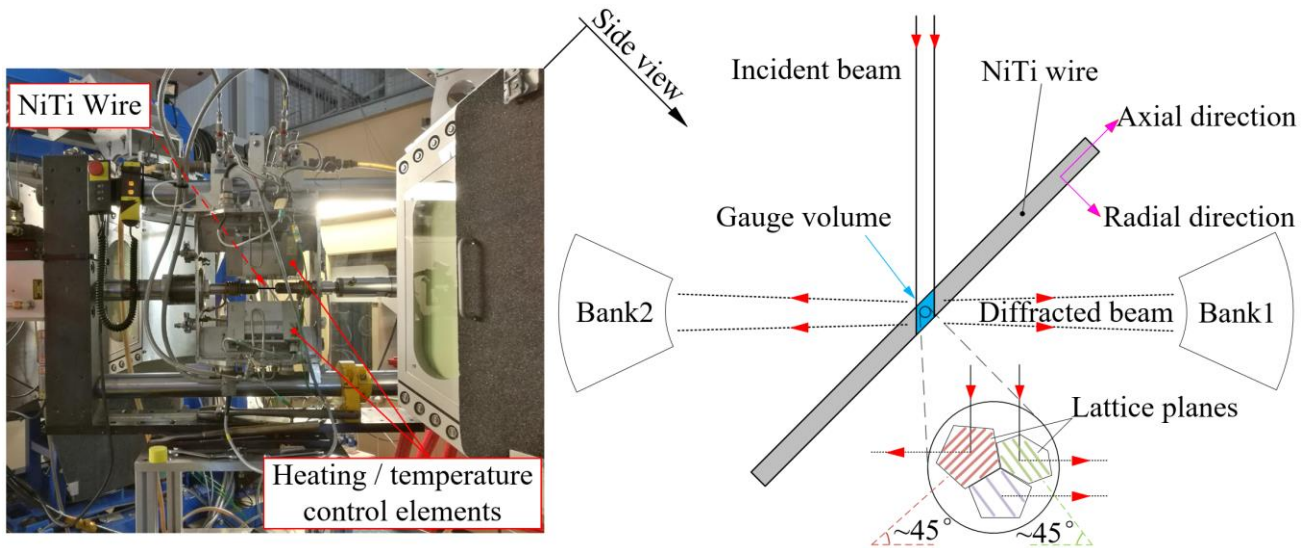 NiTi Wire
Heating / temperature
control elements
Side view
Incident beam
NiTi wire
Axial direction
Radial direction
Gauge volume
Bank2
Diffracted beam
Bank1
Lattice planes
~45°
~45°